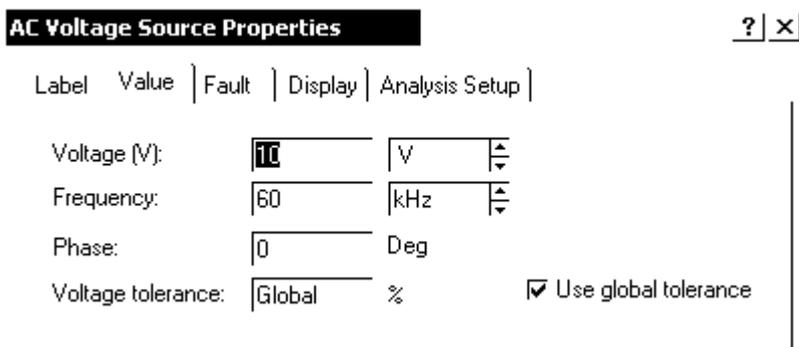 AC Voltage Source Properties ? ×
Label Value Fault Display Analysis Setup
Voltage (V): 10 V
Frequency: 60 kHz
Phase: 0 Deg
Voltage tolerance: Global % Use global tolerance